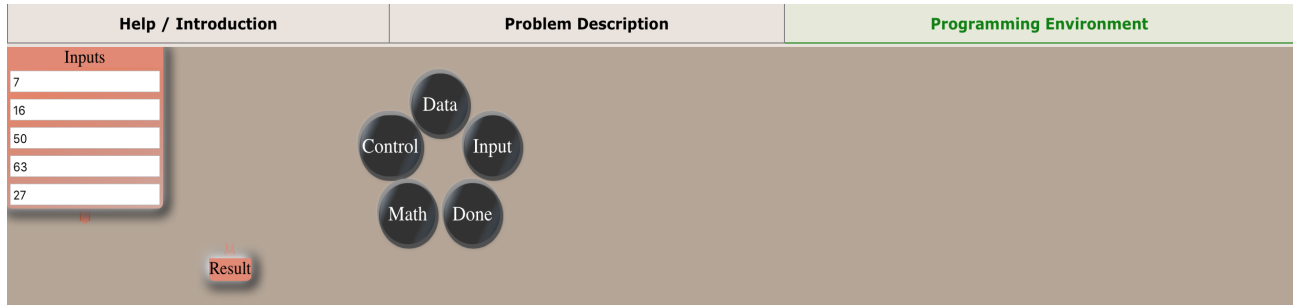 Help / Introduction
Problem Description
Programming Environment
Inputs
7
16
50
63
27
Data
Control
Input
Math
Done
Result